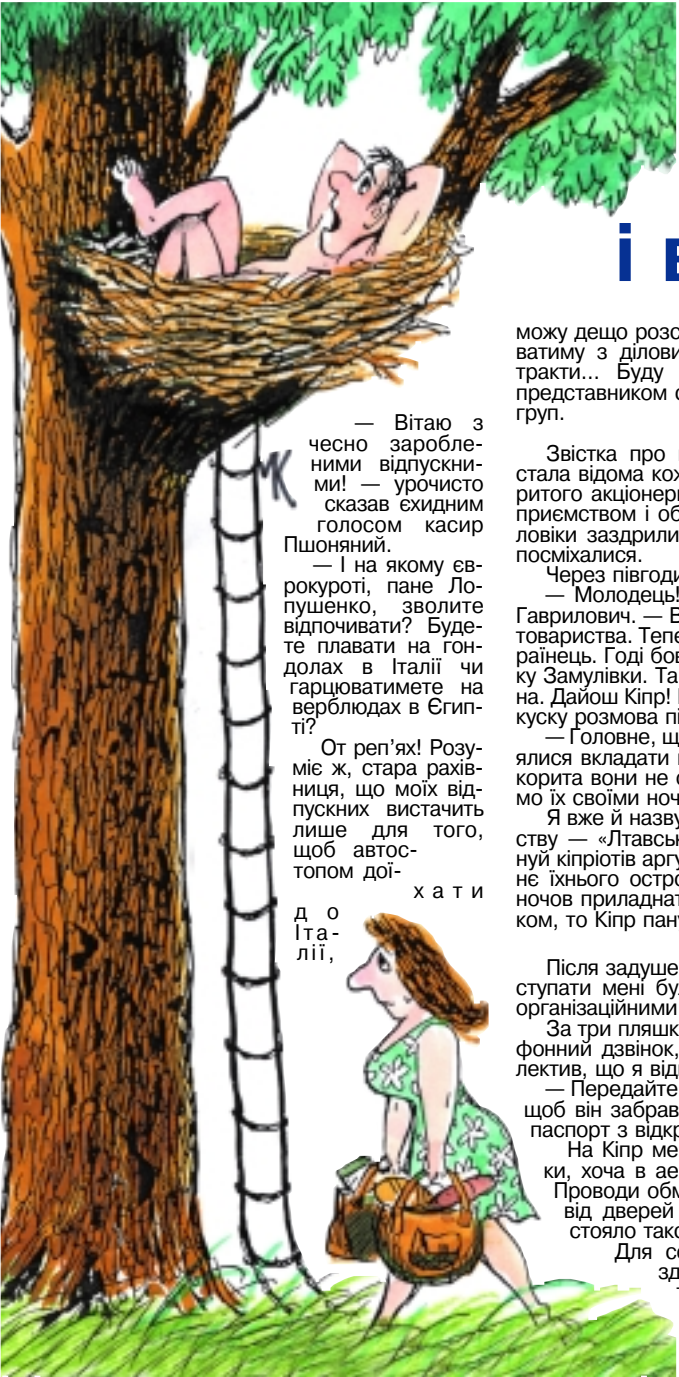 і в
— Вітаю з
чесно заробле-
ними відпускни-
ми! — урочисто
сказав єхидним
голосом касир
Пшоняний.
— І на якому єв-
рокуроті, пане Ло-
пушенко, зволите
відпочивати? Буде-
те плавати на гон-
долах в Італії чи
гарцюватимете на
верблюдах в Єгип-
ті?
От реп’ях! Розу-
міє ж, стара рахів-
ниця, що моїх від-
пускних вистачить
лише для того,
щоб автос-
топом дої-
хати
до
Іта-
лії,
можу дещо розо
ватиму з ділови
тракти... Буду
представником с
груп.
Звістка про
стала відома кож
ритого акціонерн
приємством і об
ловіки заздрили
посміхалися.
Через півгоди
— Молодець!
Гаврилович. — В
товариства. Тепе
раїнець. Годі бов
ку Замулівки. Та
на. Дайош Кіпр!
куску розмова пі
— Головне, щ
ялися вкладати
корита вони не
мо їх своїми ноч
Я вже й назву
ству — «Лтавськ
нуй кіпріотів аргу
нє їхнього остро
ночов приладнат
ком, то Кіпр пану
Після задуше
ступати мені бул
організаційними
За три пляшк
фонний дзвінок,
лектив, що я від
— Передайте
щоб він забрав
паспорт з відкр
На Кіпр ме
ки, хоча в ае
Проводи обм
від дверей
стояло такс
Для се
зд